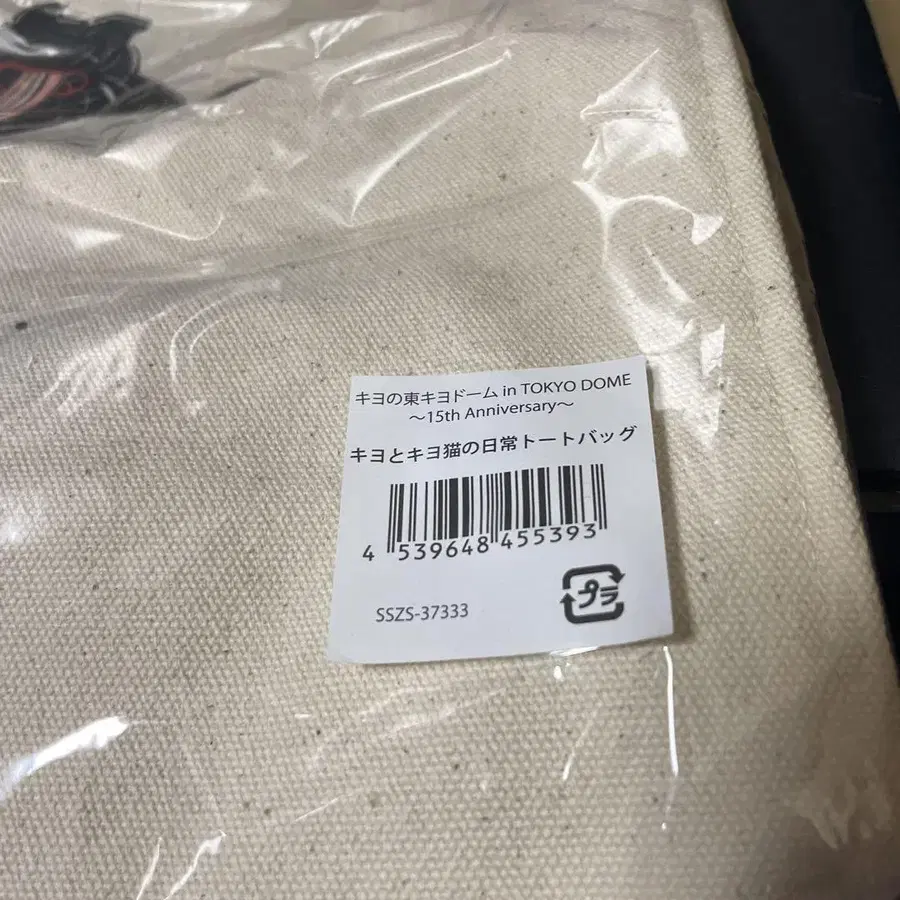 キヨの東キヨドーム in TOKYO DOME
～15th Anniversary～
キヨとキヨ猫の日常トートバッグ
4 539648 455393
SSZS-37333
プラ